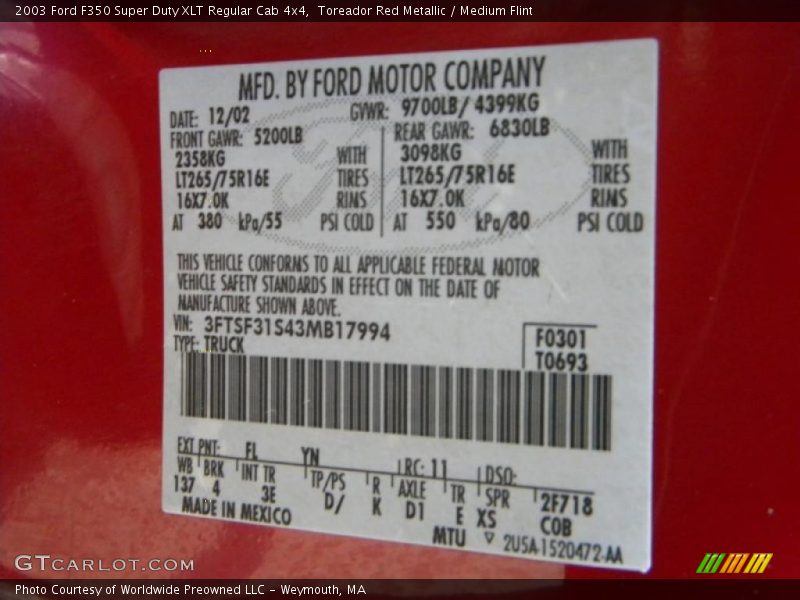 2003 Ford F350 Super Duty XLT Regular Cab 4x4,  Toreador Red Metallic / Medium Flint
MFD. BY FORD MOTOR COMPANY
DATE: 12/02 GVWR: 9700LB/ 4399KG
FRONT GAWR: 5200LB REAR GAWR: 6830LB
2358KG WITH 3098KG WITH
LT265/75R16E TIRES LT265/75R16E TIRES
16X7.0K RIMS 16X7.0K RIMS
AT 380 kPa/55 PSI COLD AT 550 kPa/80 PSI COLD
THIS VEHICLE CONFORMS TO ALL APPLICABLE FEDERAL MOTOR
VEHICLE SAFETY STANDARDS IN EFFECT ON THE DATE OF
MANUFACTURE SHOWN ABOVE.
VIN: 3FTSF31S43MB17994 F0301
TYPE: TRUCK T0693
EXT PNT: FL YN RC: 11 DSO:
WB BRK INT TR TP/PS R AXLE TR SPR 2F718
137 4 3E D/ K D1 E XS COB
MADE IN MEXICO MTU ▽ 2U5A-1520472-AA
GTCARLOT.COM
Photo Courtesy of Worldwide Preowned LLC – Weymouth, MA